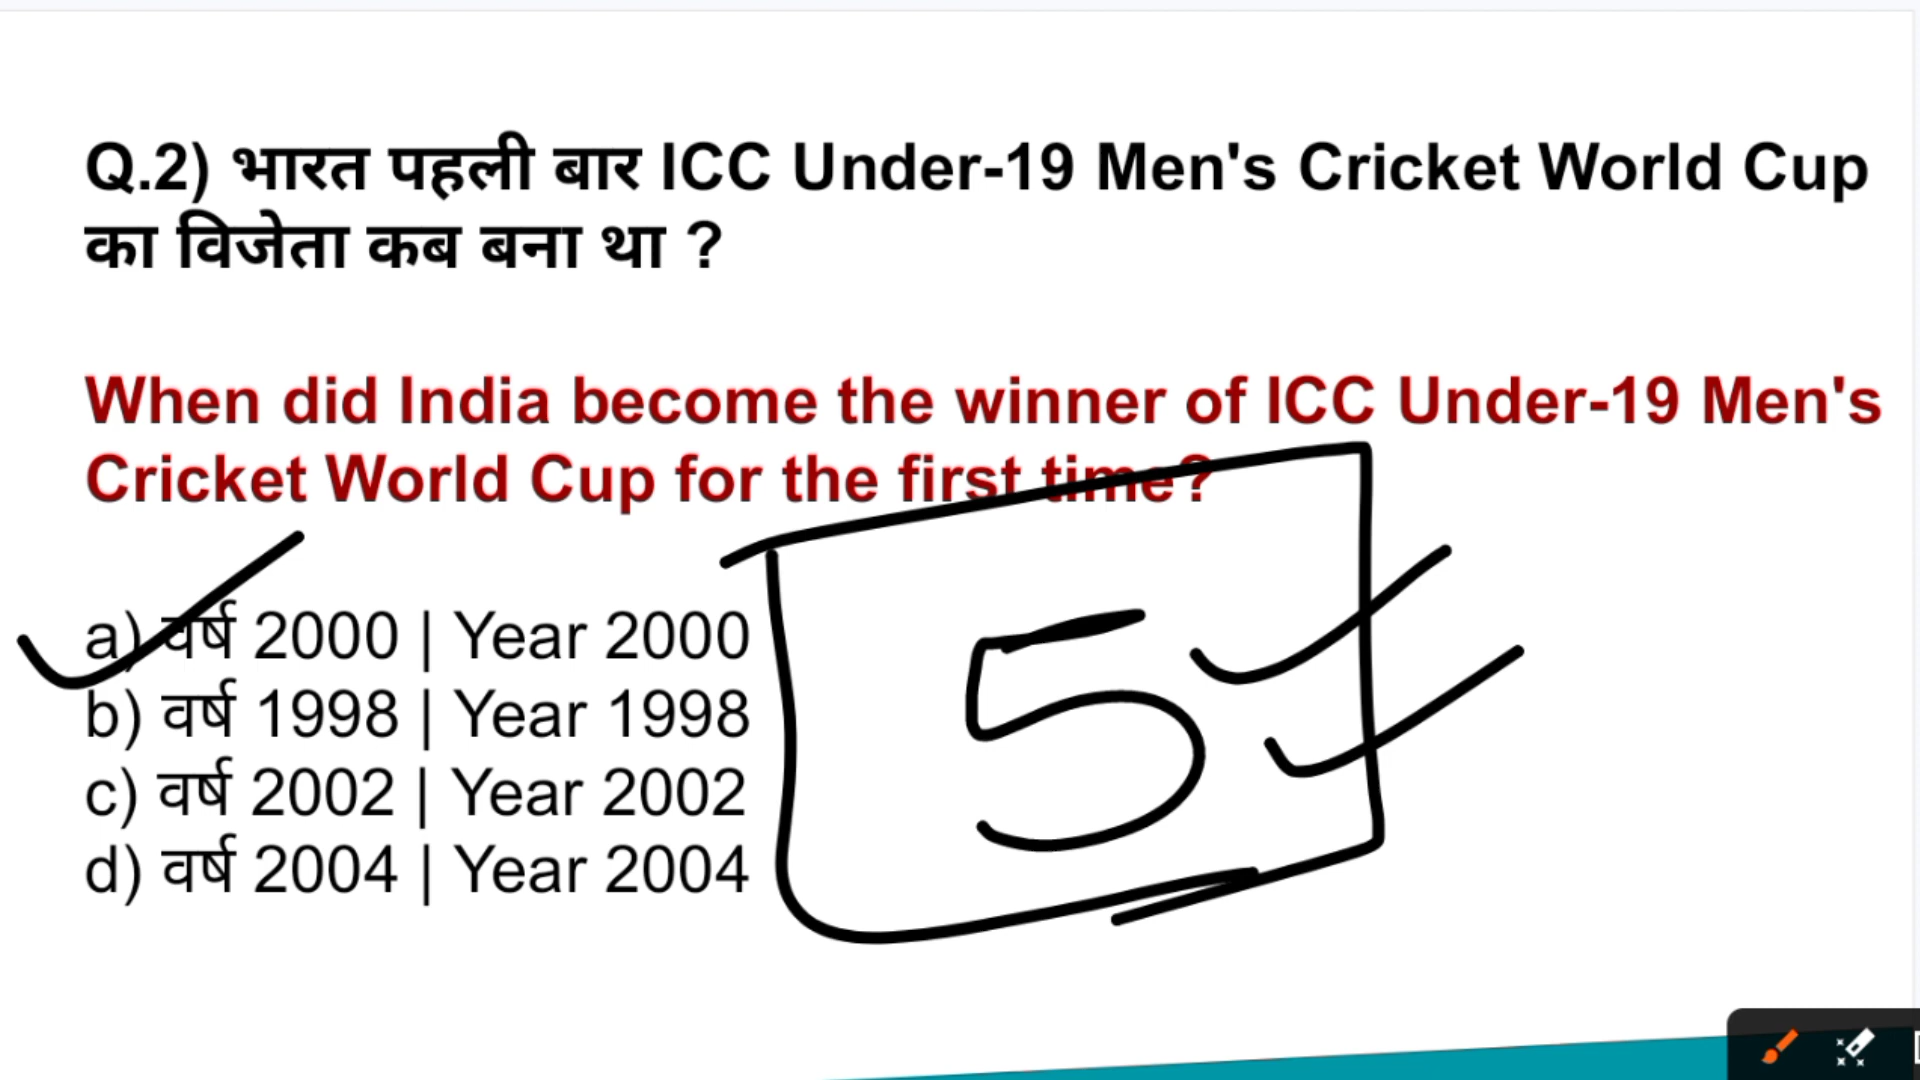 Q.2) भारत पहली बार ICC Under-19 Men's Cricket World Cup
का विजेता कब बना था ?
When did India become the winner of ICC Under-19 Men's
Cricket World Cup for the first time?
a) वर्ष 2000 | Year 2000
b) वर्ष 1998 | Year 1998
c) वर्ष 2002 | Year 2002
d) वर्ष 2004 | Year 2004
5